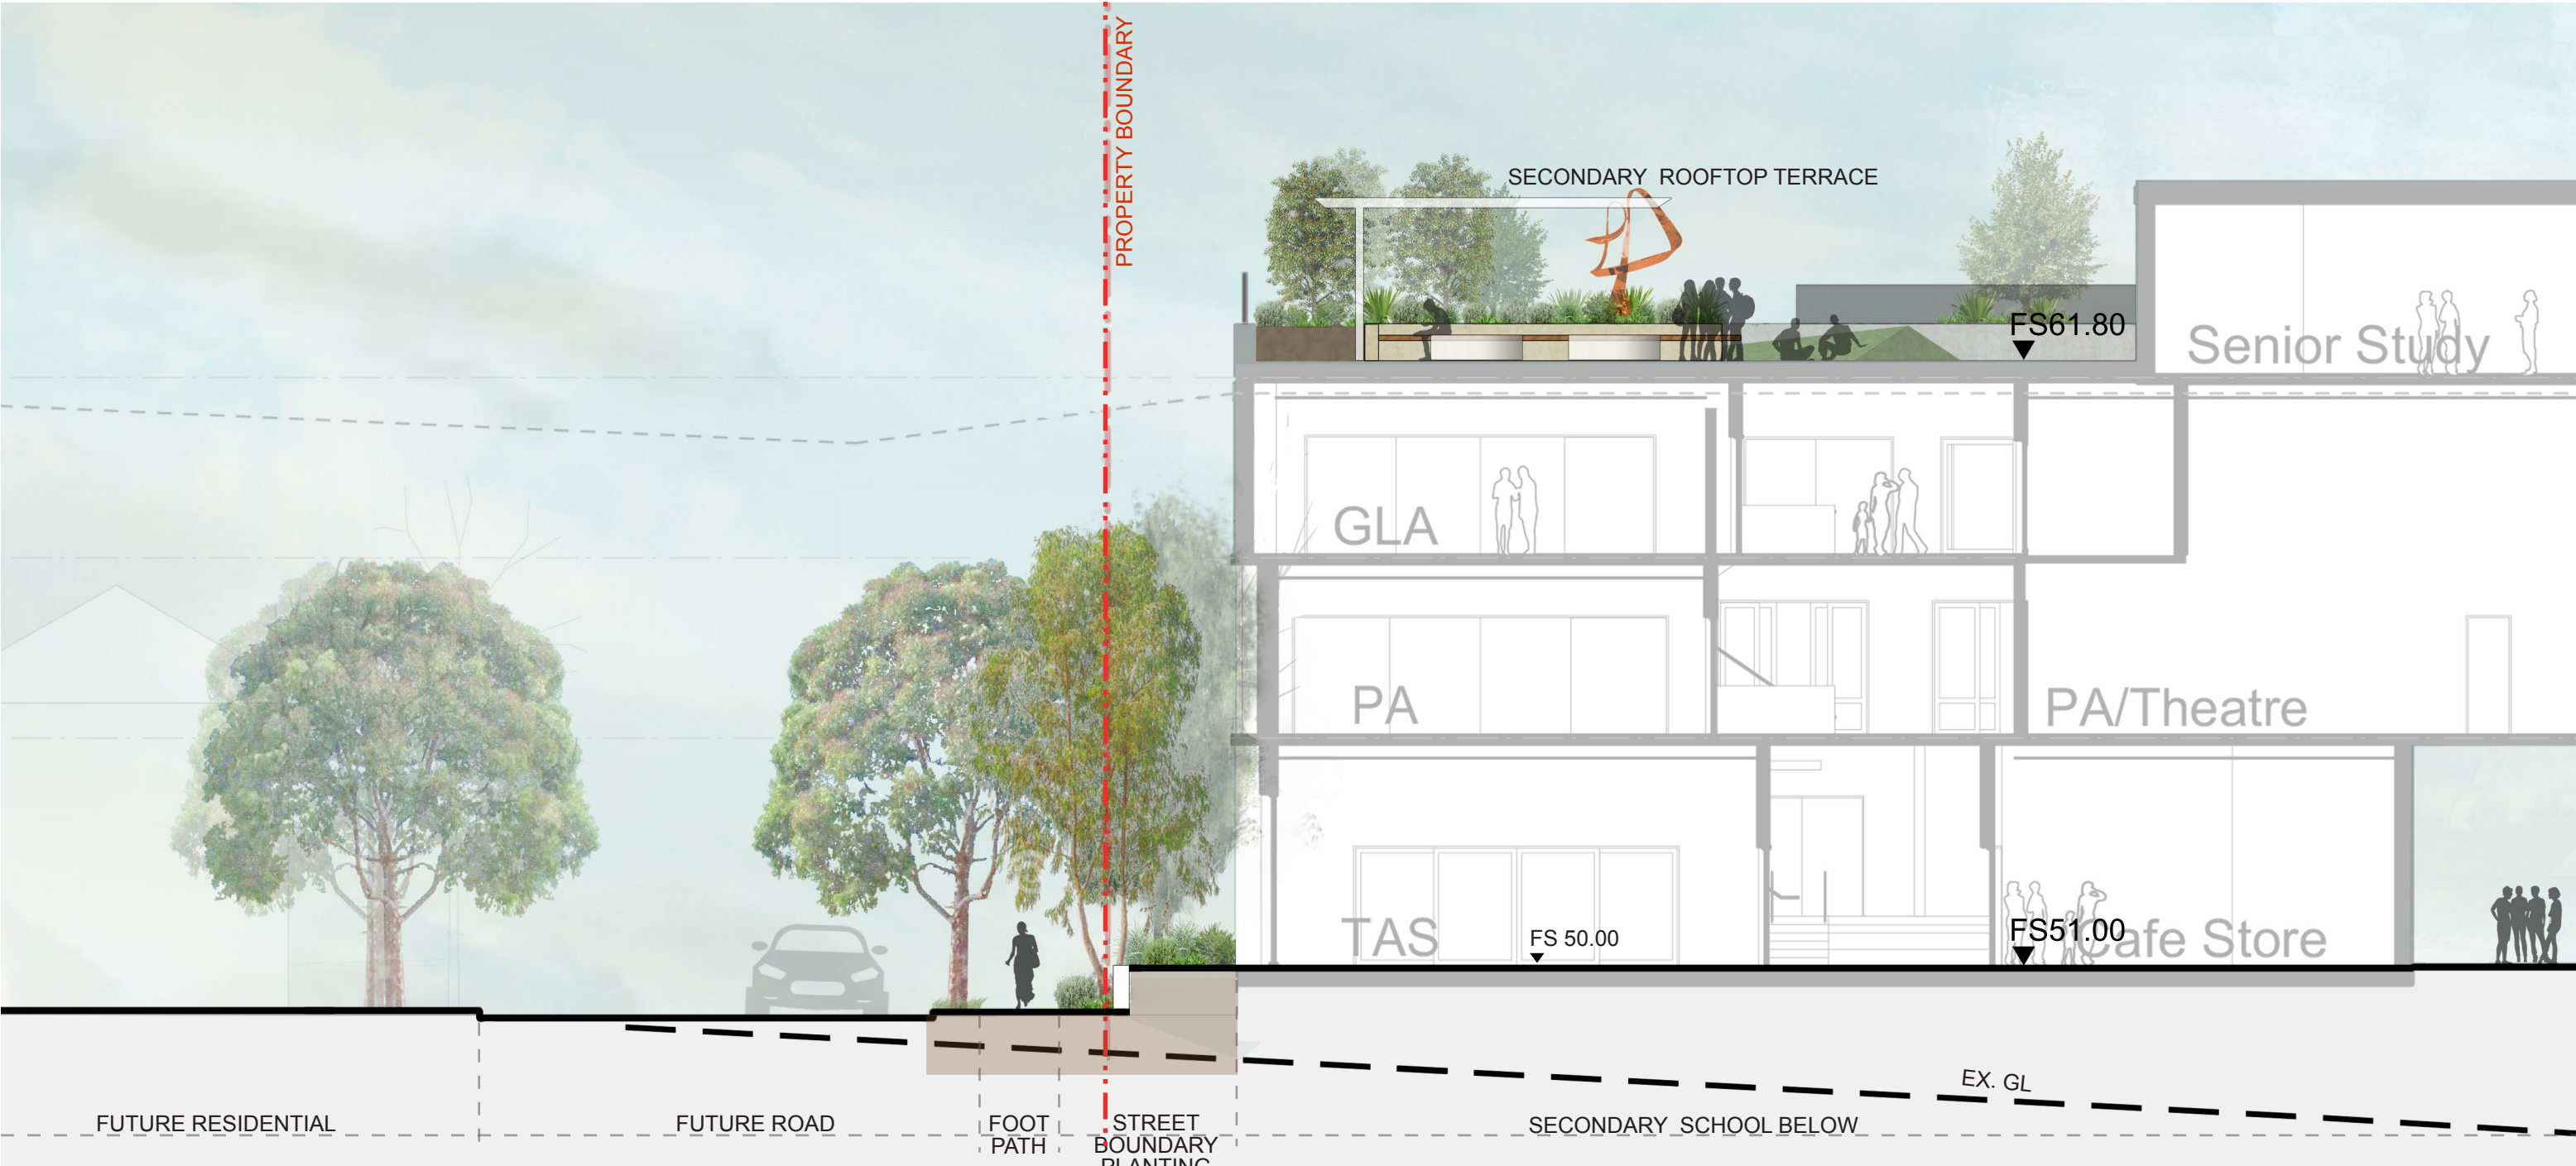 PROPERTY BOUNDARY
SECONDARY ROOFTOP TERRACE
FS61.80
Senior Study
GLA
PA
PA/Theatre
TAS
FS 50.00
FS51.00
Cafe Store
EX. GL
FUTURE RESIDENTIAL
FUTURE ROAD
FOOT
PATH
STREET
BOUNDARY
PLANTING
SECONDARY SCHOOL BELOW